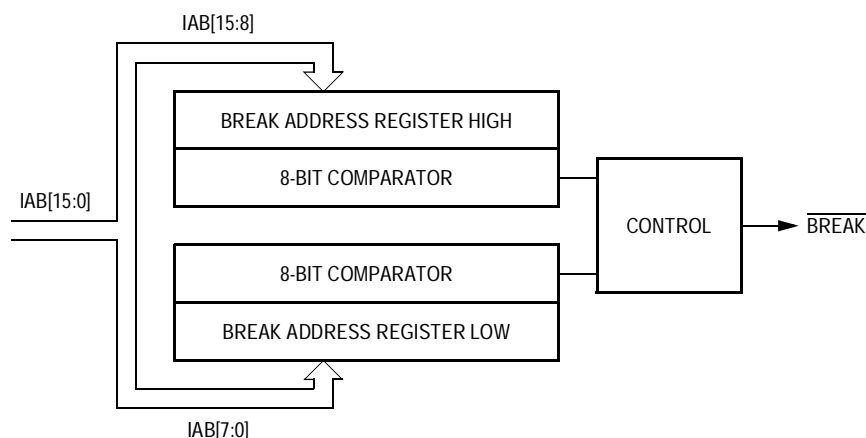 IAB[15:8]
BREAK ADDRESS REGISTER HIGH
8-BIT COMPARATOR
IAB[15:0]
CONTROL
BREAK
8-BIT COMPARATOR
BREAK ADDRESS REGISTER LOW
IAB[7:0]